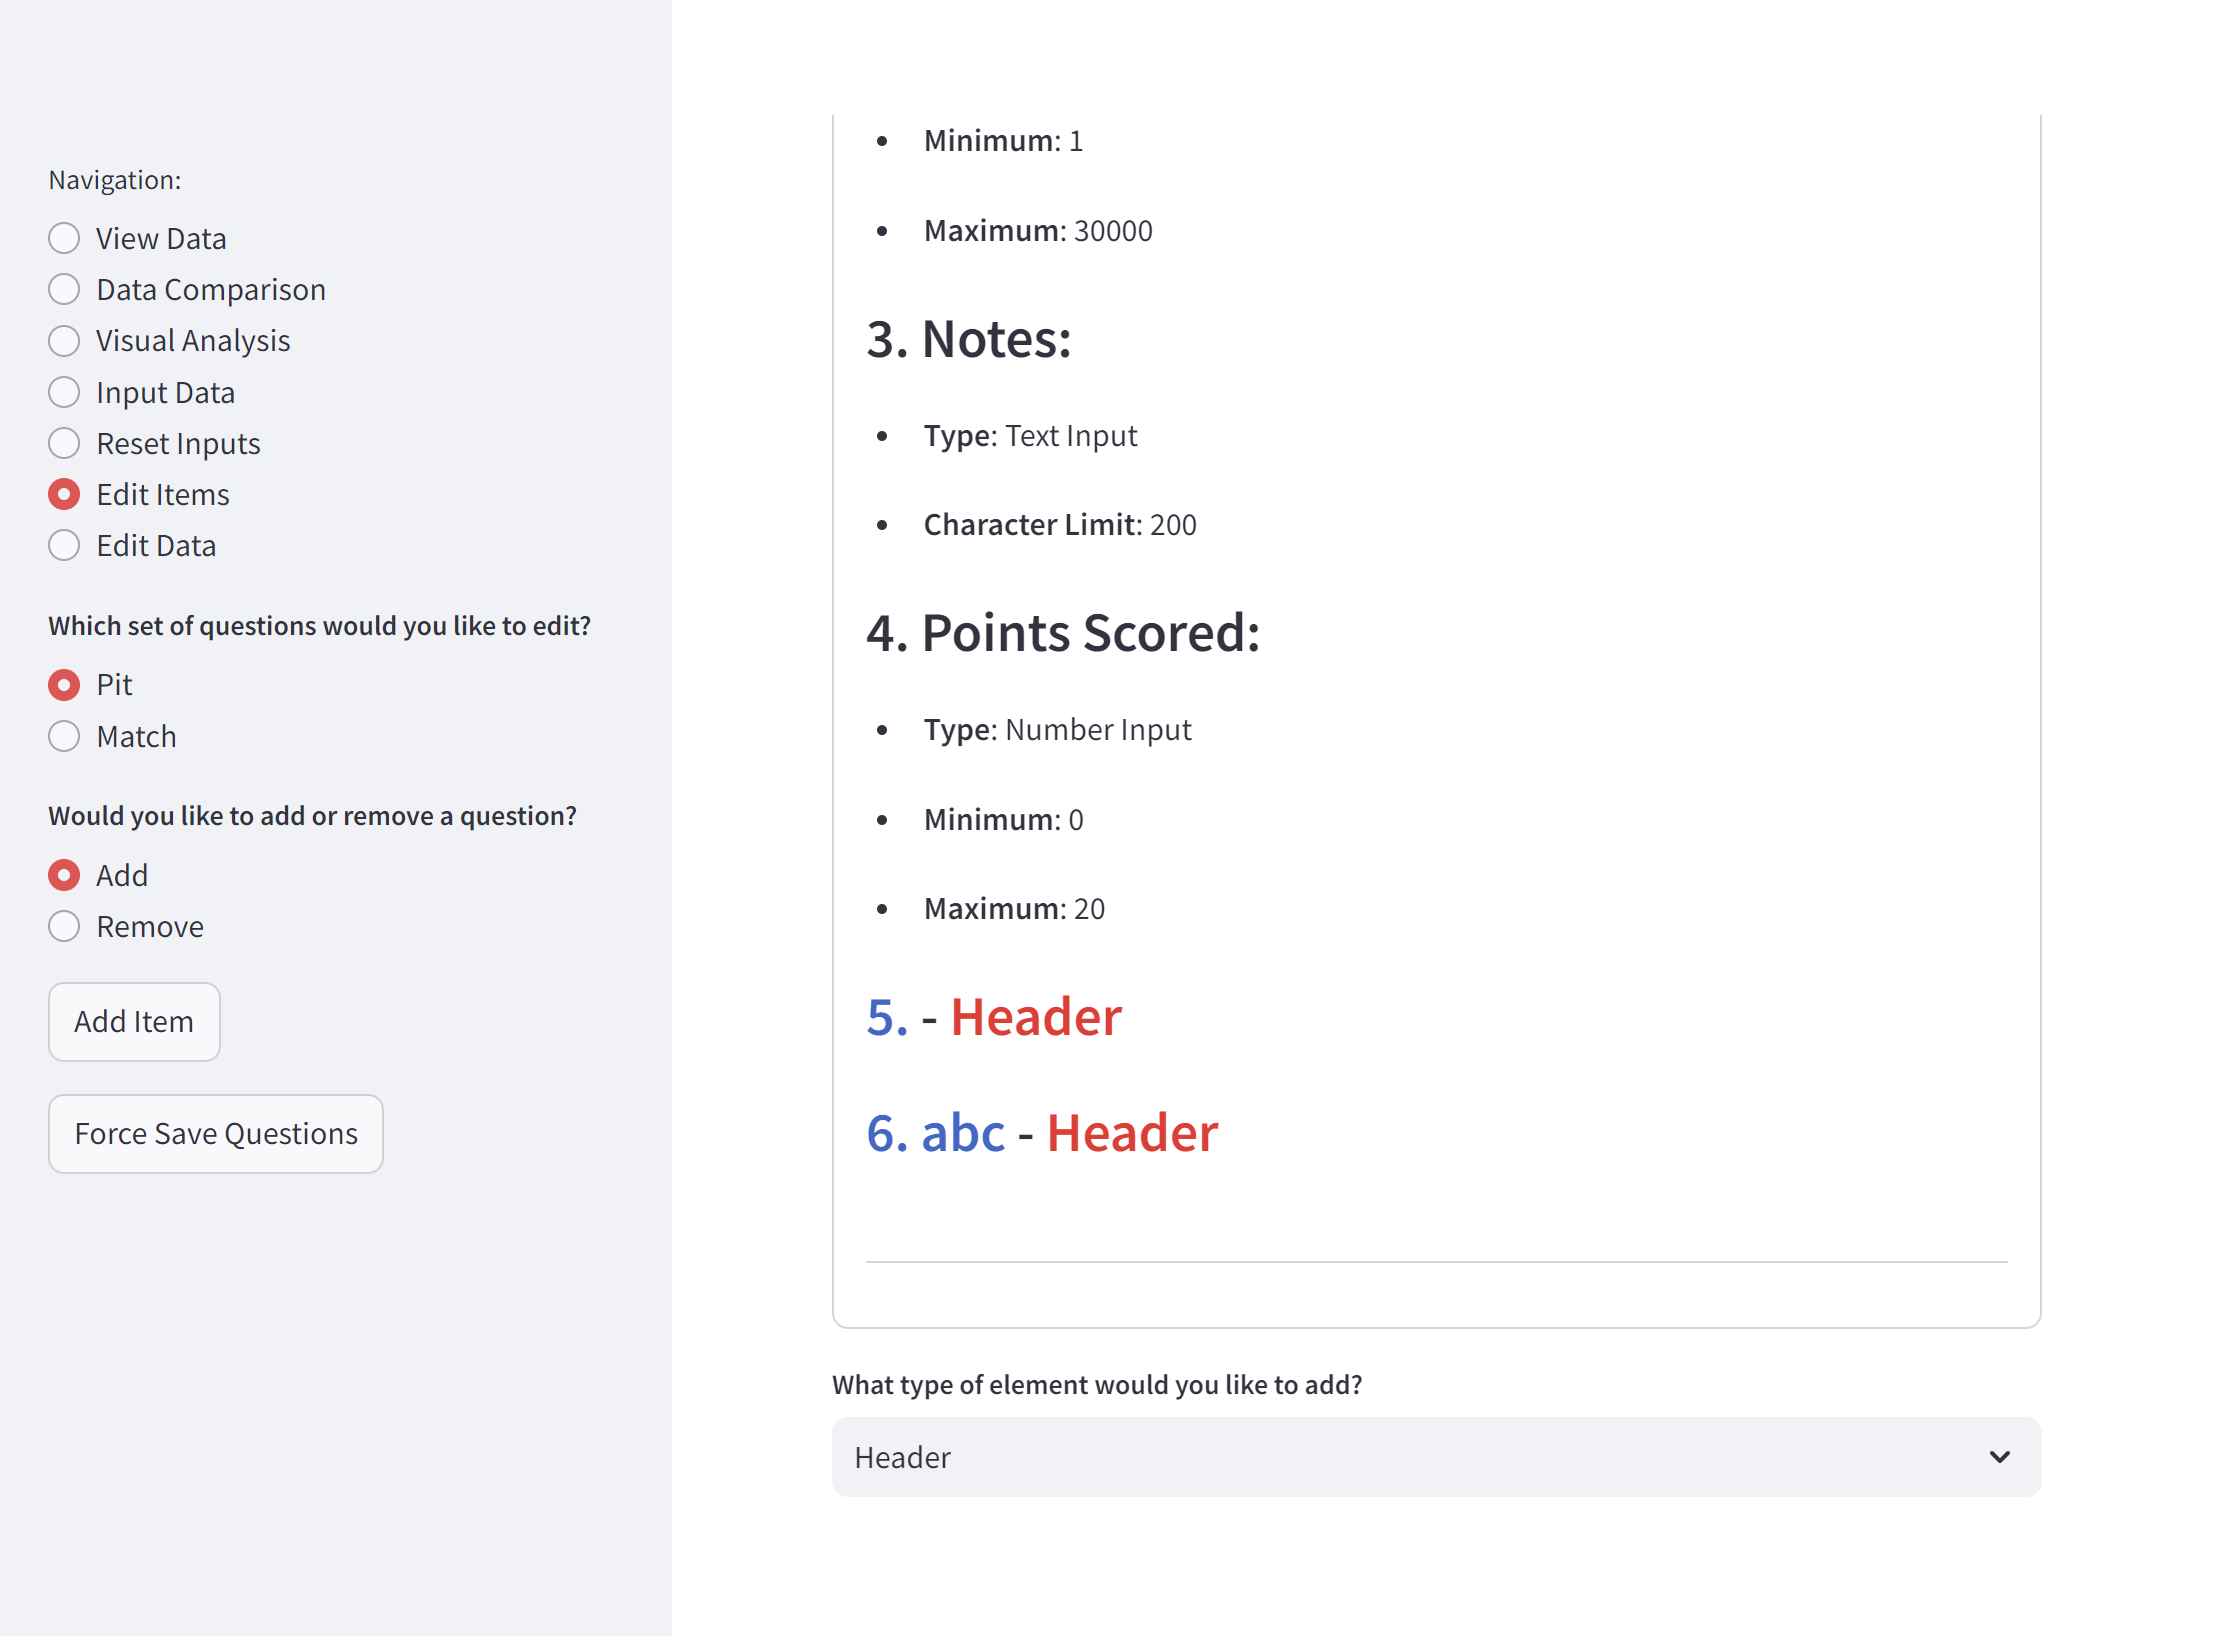 Navigation:
View Data
Data Comparison
Visual Analysis
Input Data
Reset Inputs
Edit Items
Edit Data
Which set of questions would you like to edit?
Pit
Match
Would you like to add or remove a question?
Add
Remove
Add Item
Force Save Questions
• Minimum: 1
• Maximum: 30000
3. Notes:
• Type: Text Input
• Character Limit: 200
4. Points Scored:
• Type: Number Input
• Minimum: 0
• Maximum: 20
5. - Header
6. abc - Header
What type of element would you like to add?
Header